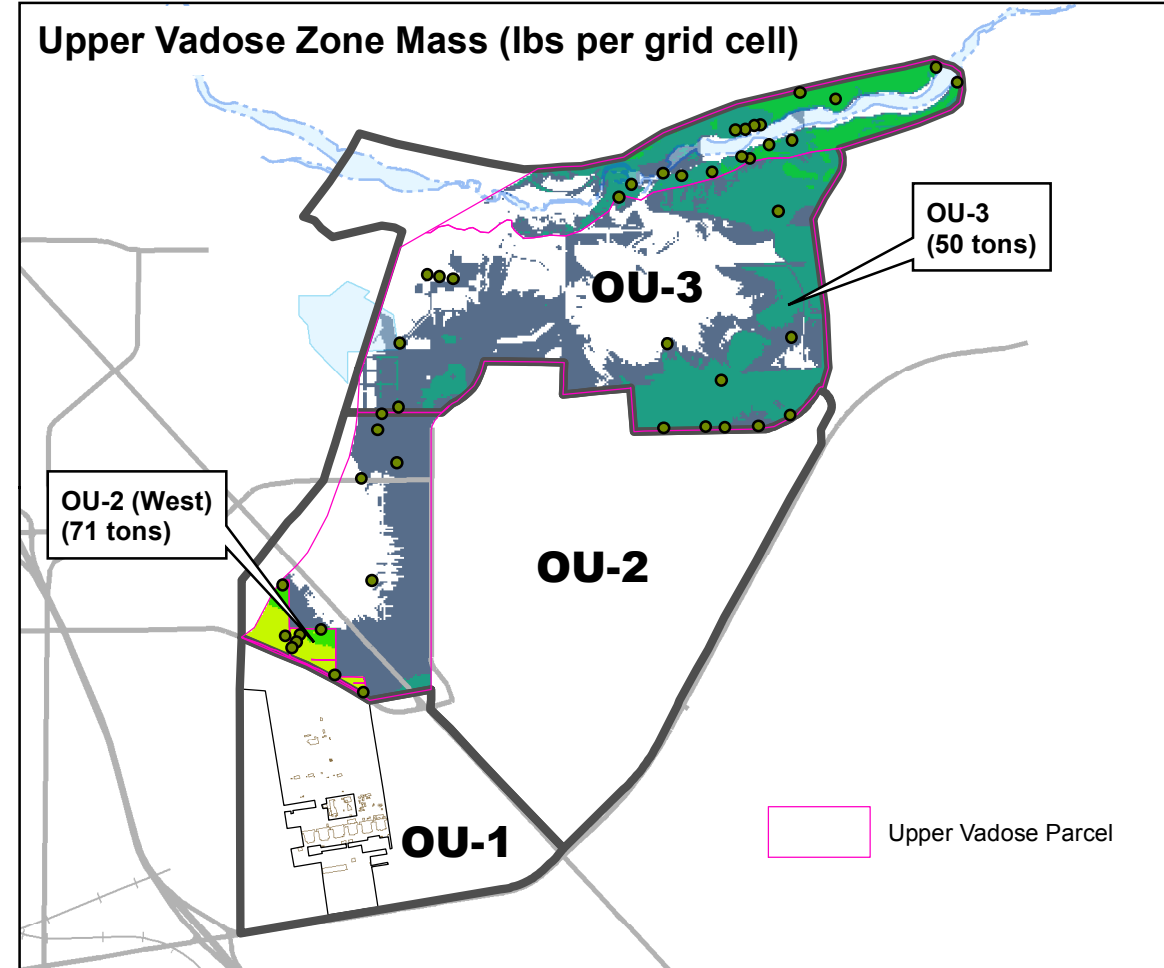 Upper Vadose Zone Mass (lbs per grid cell)
OU-3
(50 tons)
OU-3
OU-2 (West)
(71 tons)
OU-2
OU-1
Upper Vadose Parcel